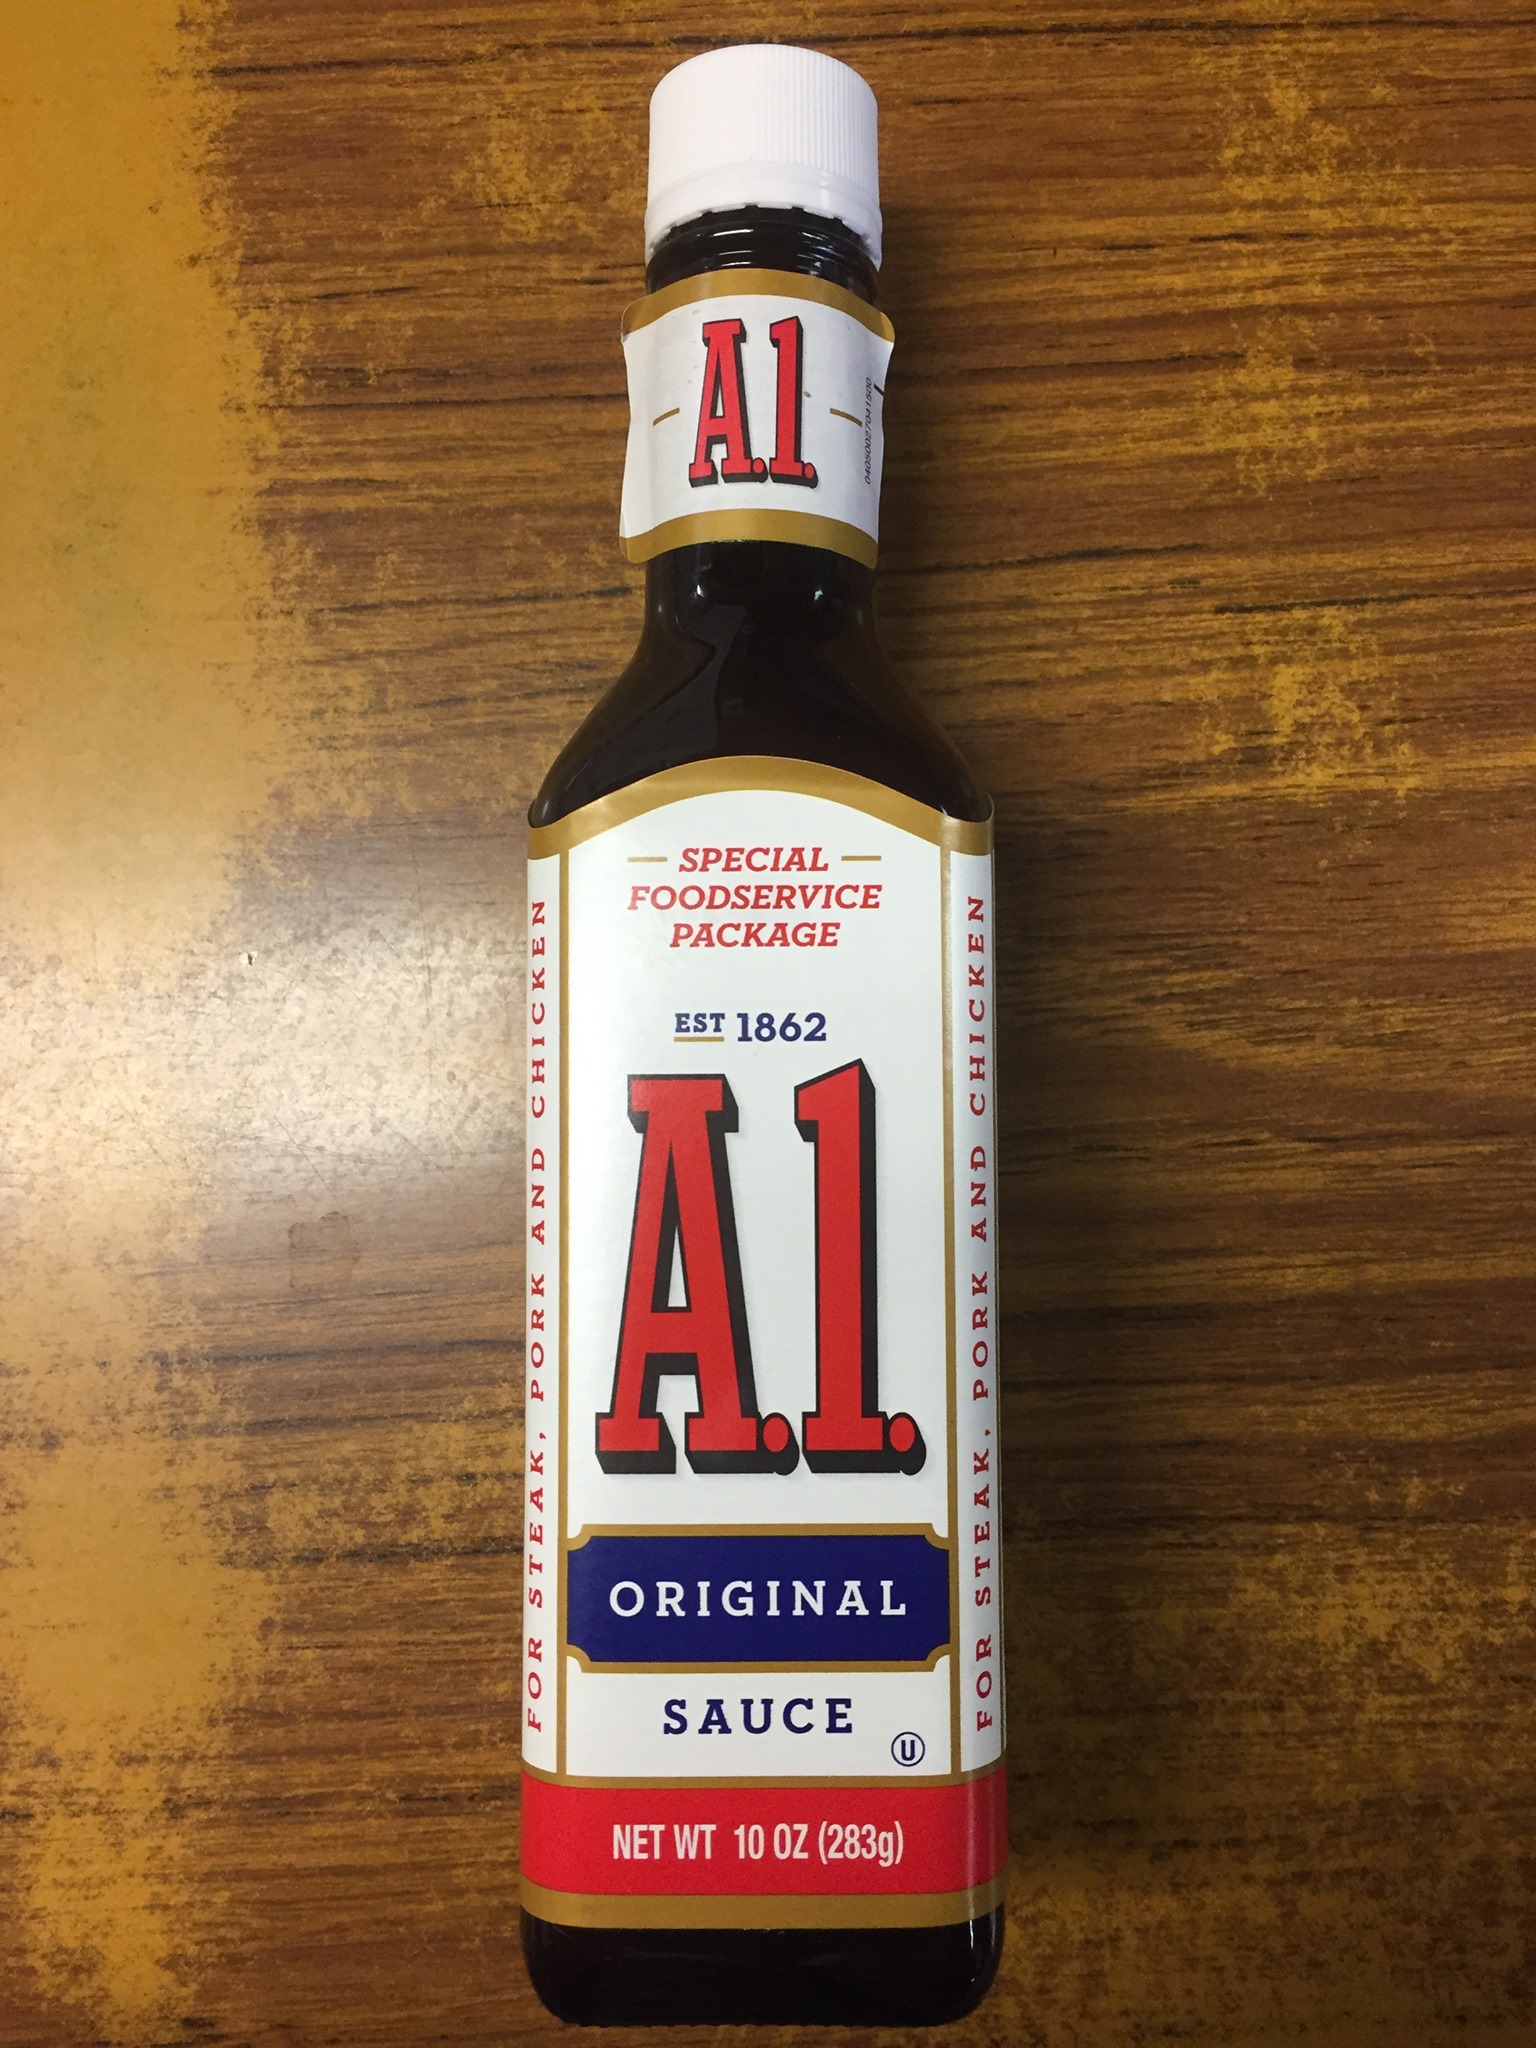 A.1.
04050027041500
SPECIAL
FOODSERVICE
PACKAGE
EST 1862
A.1.
ORIGINAL
SAUCE
U
NET WT 10 OZ (283g)
FOR STEAK, PORK AND CHICKEN
FOR STEAK, PORK AND CHICKEN